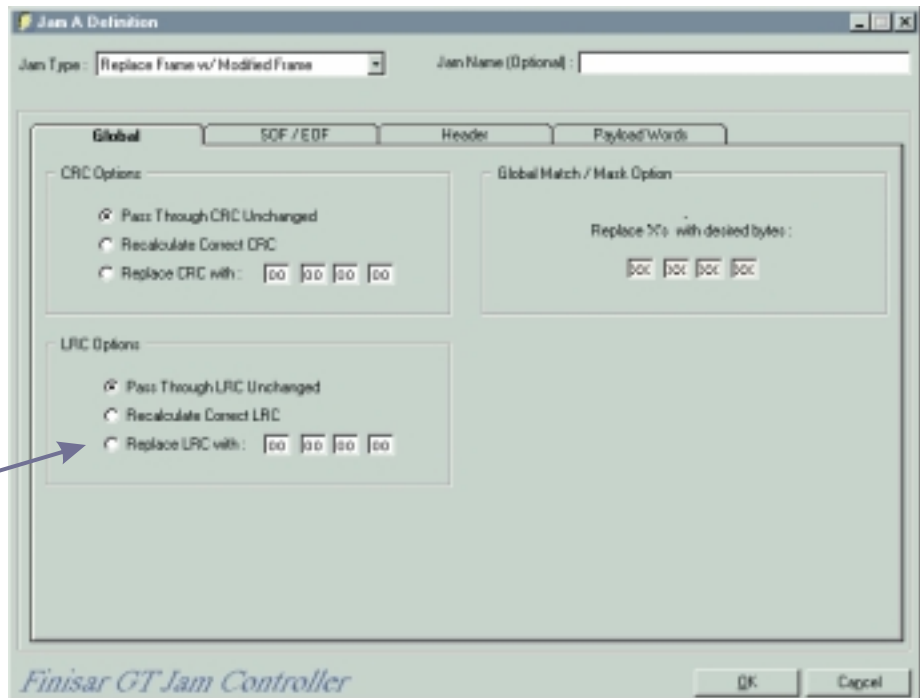 Jam A Definition
Jam Type : Replace Frame w/ Modified Frame
Jam Name (Optional) :
Global SOF / EOF Header Payload Words
CRC Options
Pass Through CRC Unchanged
Recalculate Correct CRC
Replace CRC with : 00 00 00 00
Global Match / Mask Option
Replace 'X's with desired bytes :
XX XX XX XX
LRC Options
Pass Through LRC Unchanged
Recalculate Correct LRC
Replace LRC with : 00 00 00 00
Finisar GT Jam Controller
OK Cancel